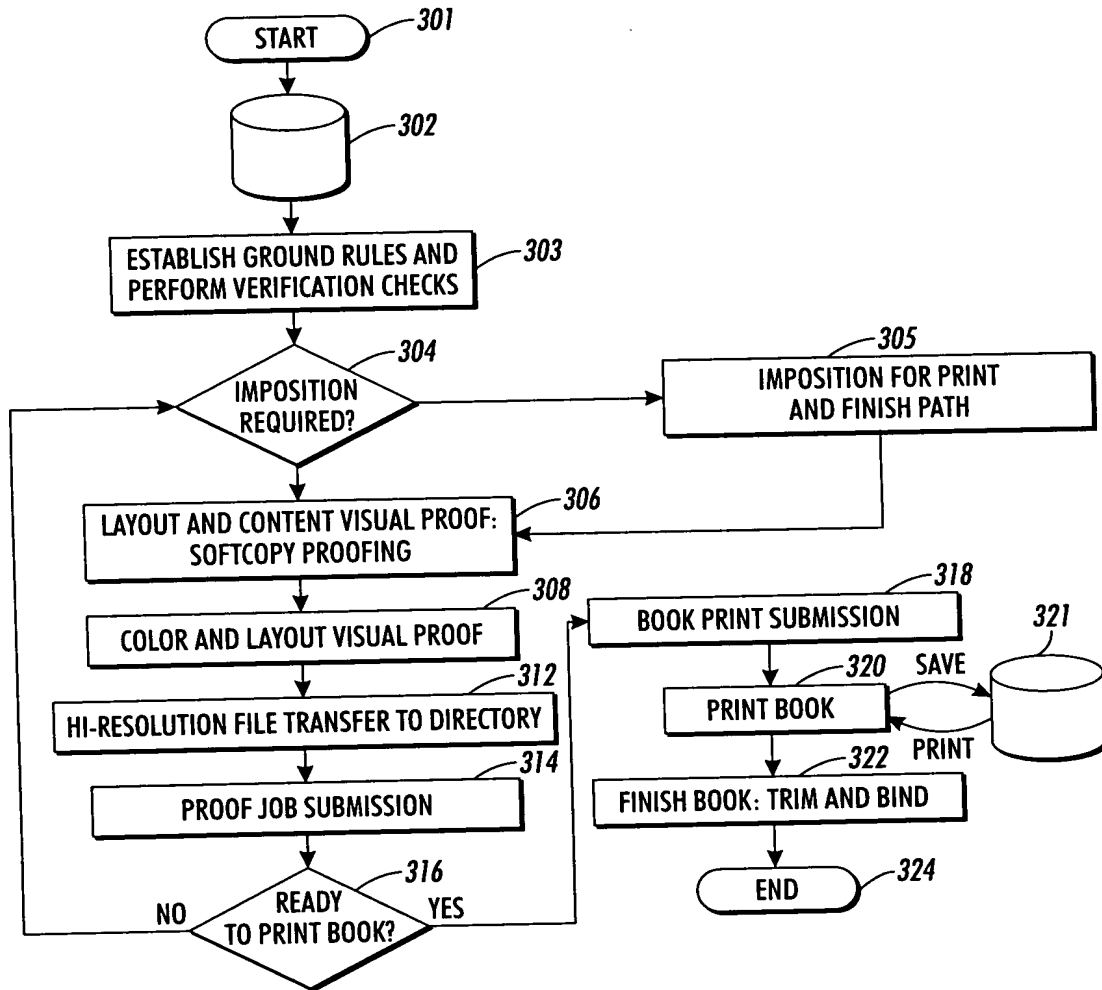 START
301
302
ESTABLISH GROUND RULES AND
PERFORM VERIFICATION CHECKS
303
304
IMPOSITION
REQUIRED?
305
IMPOSITION FOR PRINT
AND FINISH PATH
306
LAYOUT AND CONTENT VISUAL PROOF:
SOFTCOPY PROOFING
308
COLOR AND LAYOUT VISUAL PROOF
312
HI-RESOLUTION FILE TRANSFER TO DIRECTORY
314
PROOF JOB SUBMISSION
316
READY
TO PRINT BOOK?
NO
YES
318
BOOK PRINT SUBMISSION
320
PRINT BOOK
SAVE
PRINT
321
322
FINISH BOOK: TRIM AND BIND
END
324